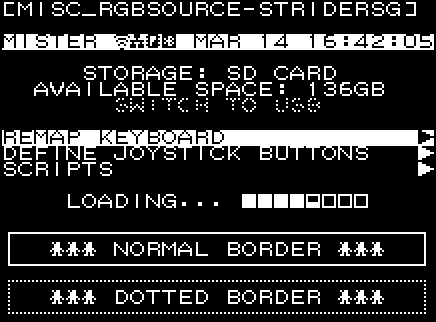 [MISC_RGBSOURCE-STRIDERSG]
MISTER MAR 14 16:42:05
STORAGE: SD CARD
AVAILABLE SPACE: 136GB
SWITCH TO USB
REMAP KEYBOARD
DEFINE JOYSTICK BUTTONS
SCRIPTS
LOADING...
NORMAL BORDER
DOTTED BORDER